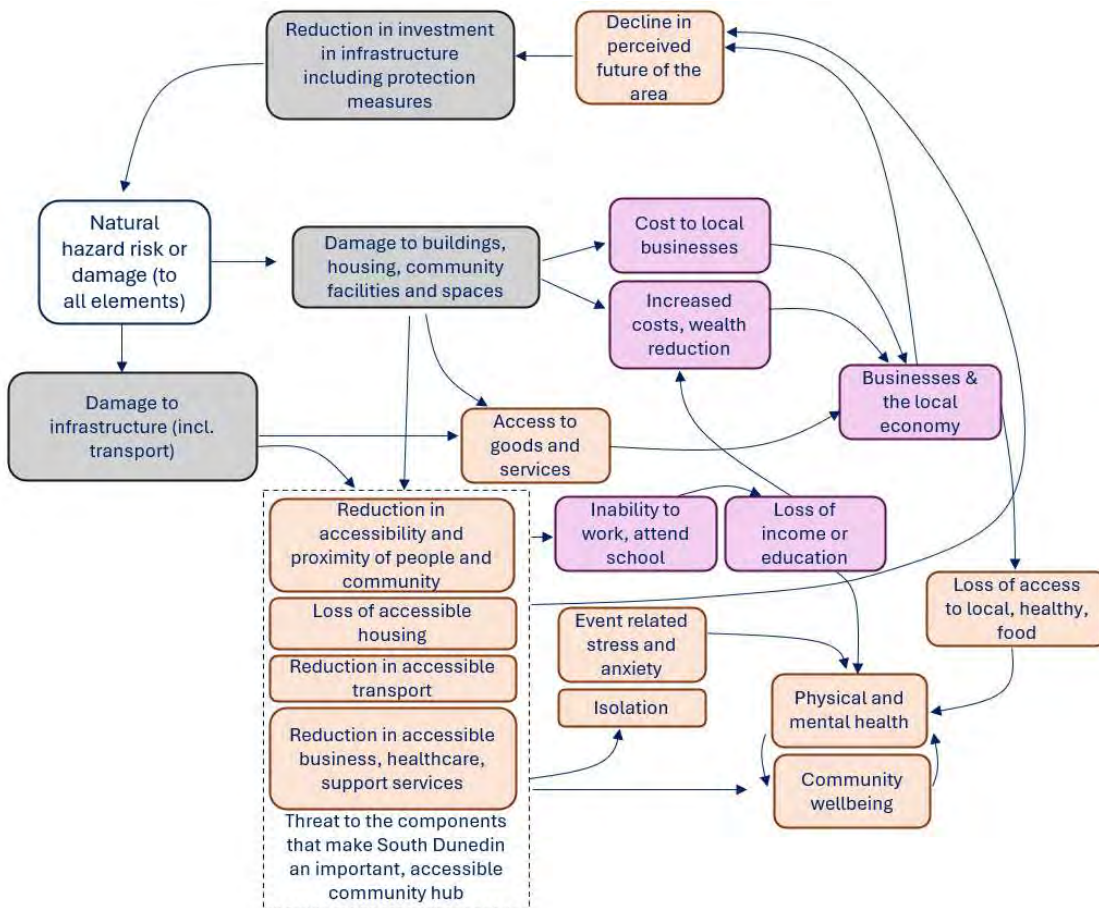 Reduction in investment
in infrastructure
including protection
measures
Decline in
perceived
future of the
area
Natural
hazard risk or
damage (to
all elements)
Damage to buildings,
housing, community
facilities and spaces
Cost to local
businesses
Increased
costs, wealth
reduction
Businesses &
the local
economy
Damage to
infrastructure (incl.
transport)
Access to
goods and
services
Reduction in
accessibility and
proximity of people and
community
Loss of accessible
housing
Reduction in accessible
transport
Reduction in accessible
business, healthcare,
support services
Threat to the components
that make South Dunedin
an important, accessible
community hub
Inability to
work, attend
school
Loss of
income or
education
Event related
stress and
anxiety
Isolation
Loss of access
to local, healthy,
food
Physical and
mental health
Community
wellbeing